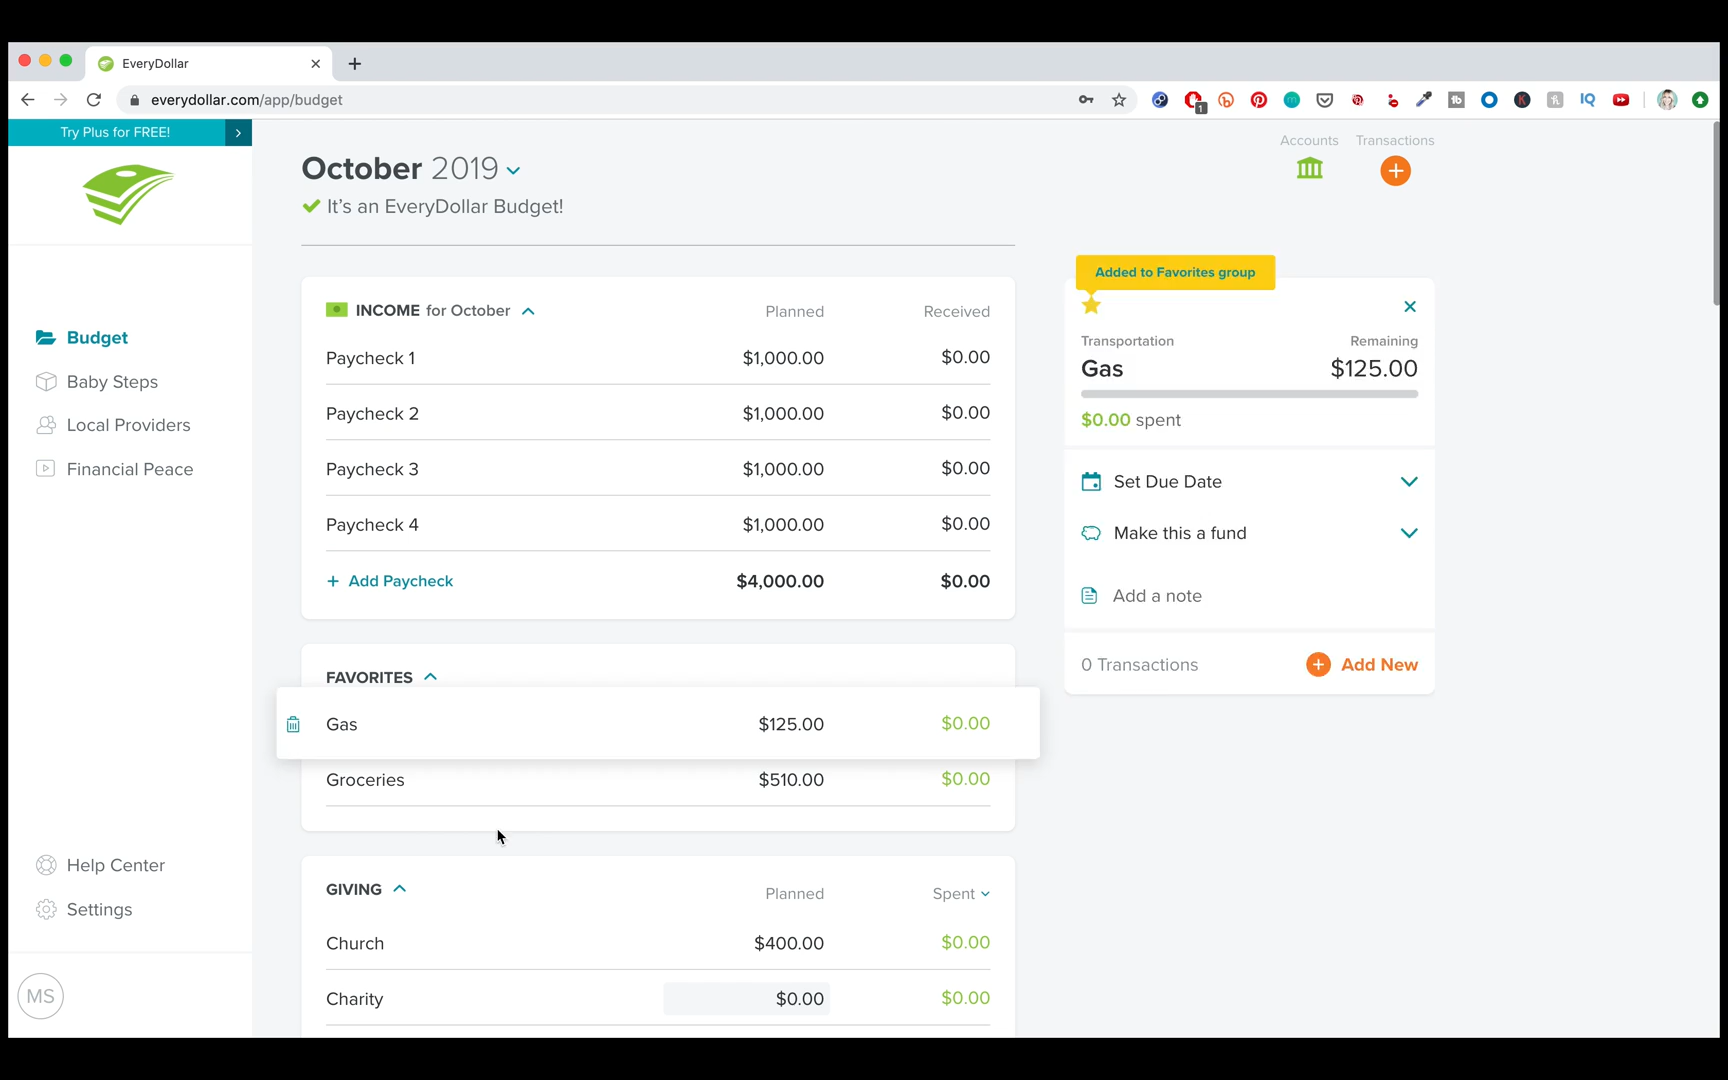 EveryDollar
everydollar.com/app/budget
1
IQ
Try Plus for FREE!
Budget
Baby Steps
Local Providers
Financial Peace
Help Center
Settings
MS
October 2019
It's an EveryDollar Budget!
Accounts Transactions
INCOME for October Planned Received
Paycheck 1 $1,000.00 $0.00
Paycheck 2 $1,000.00 $0.00
Paycheck 3 $1,000.00 $0.00
Paycheck 4 $1,000.00 $0.00
+ Add Paycheck $4,000.00 $0.00
FAVORITES
Gas $125.00 $0.00
Groceries $510.00 $0.00
GIVING Planned Spent
Church $400.00 $0.00
Charity $0.00 $0.00
Added to Favorites group
Transportation Remaining
Gas $125.00
$0.00 spent
Set Due Date
Make this a fund
Add a note
0 Transactions Add New